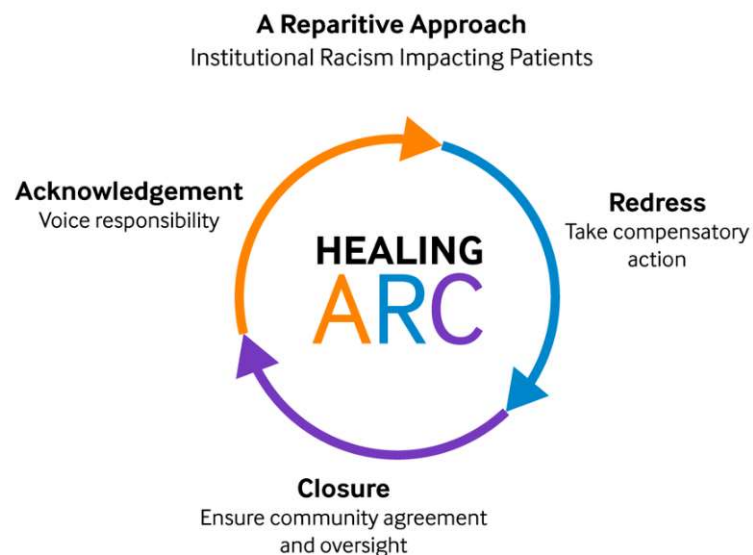 A Reparitive Approach
Institutional Racism Impacting Patients
Acknowledgement
Voice responsibility
Redress
Take compensatory
action
HEALING
ARC
Closure
Ensure community agreement
and oversight